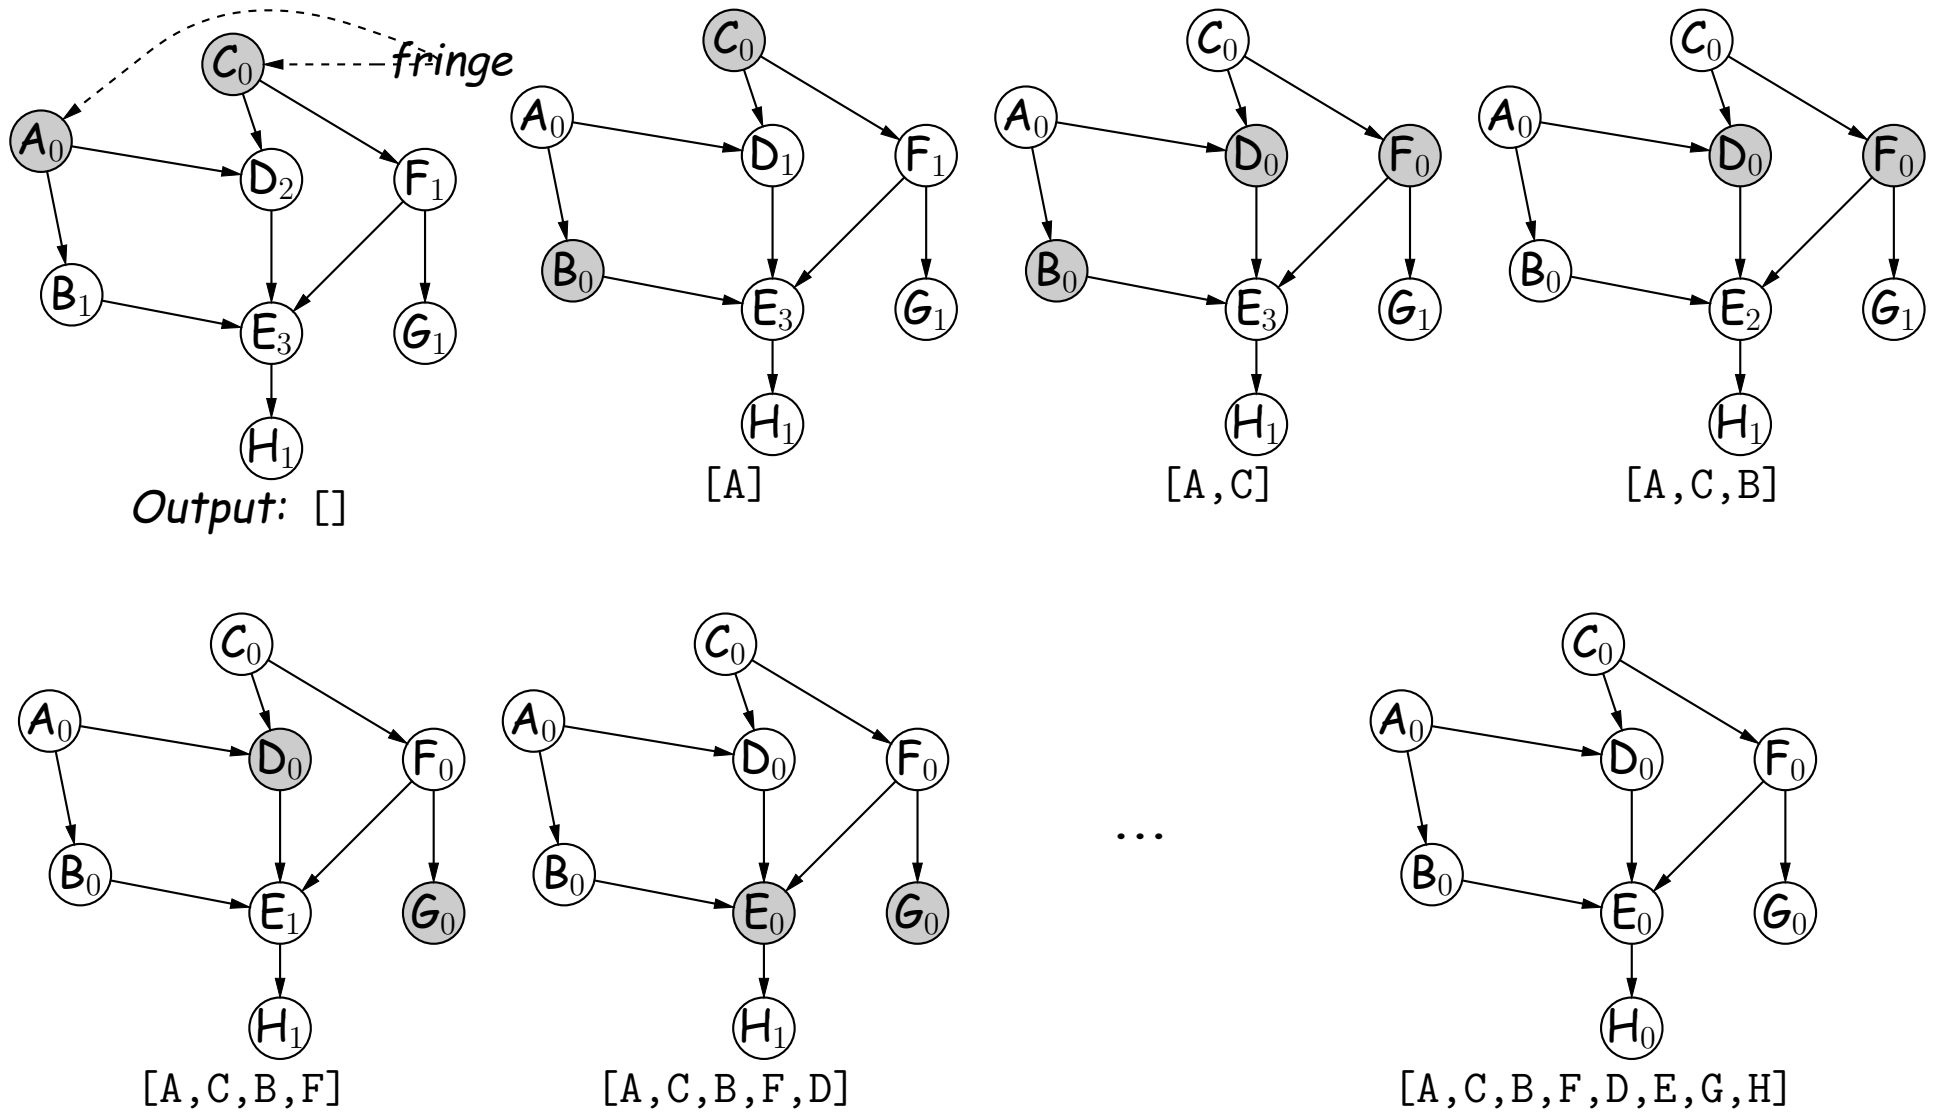 C0 fringe
A0
D2 F1
B1
E3 G1
H1
Output: []
C0
A0
D1 F1
B0
E3 G1
H1
[A]
C0
A0
D0 F0
B0
E3 G1
H1
[A,C]
C0
A0
D0 F0
B0
E2 G1
H1
[A,C,B]
C0
A0
D0 F0
B0
E1 G0
H1
[A,C,B,F]
C0
A0
D0 F0
B0
E0 G0
H1
[A,C,B,F,D]
...
C0
A0
D0 F0
B0
E0 G0
H0
[A,C,B,F,D,E,G,H]